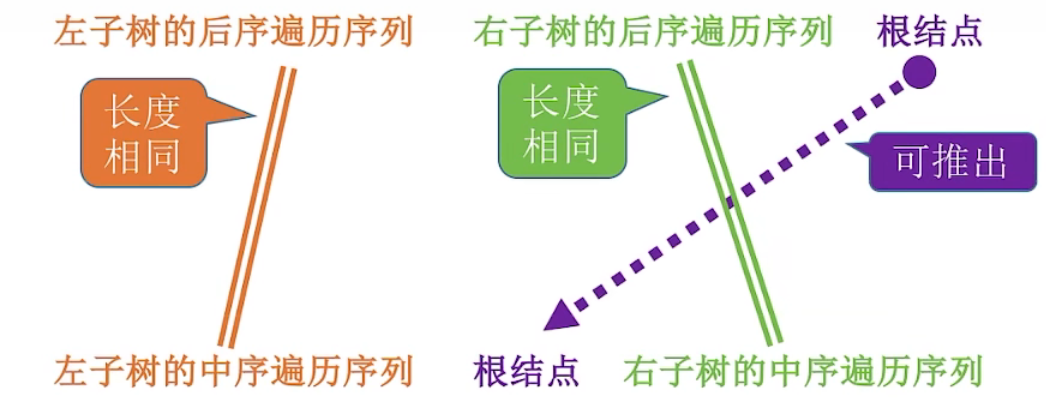 左子树的后序遍历序列 右子树的后序遍历序列 根结点
长度
相同
长度
相同
可推出
左子树的中序遍历序列 根结点 右子树的中序遍历序列